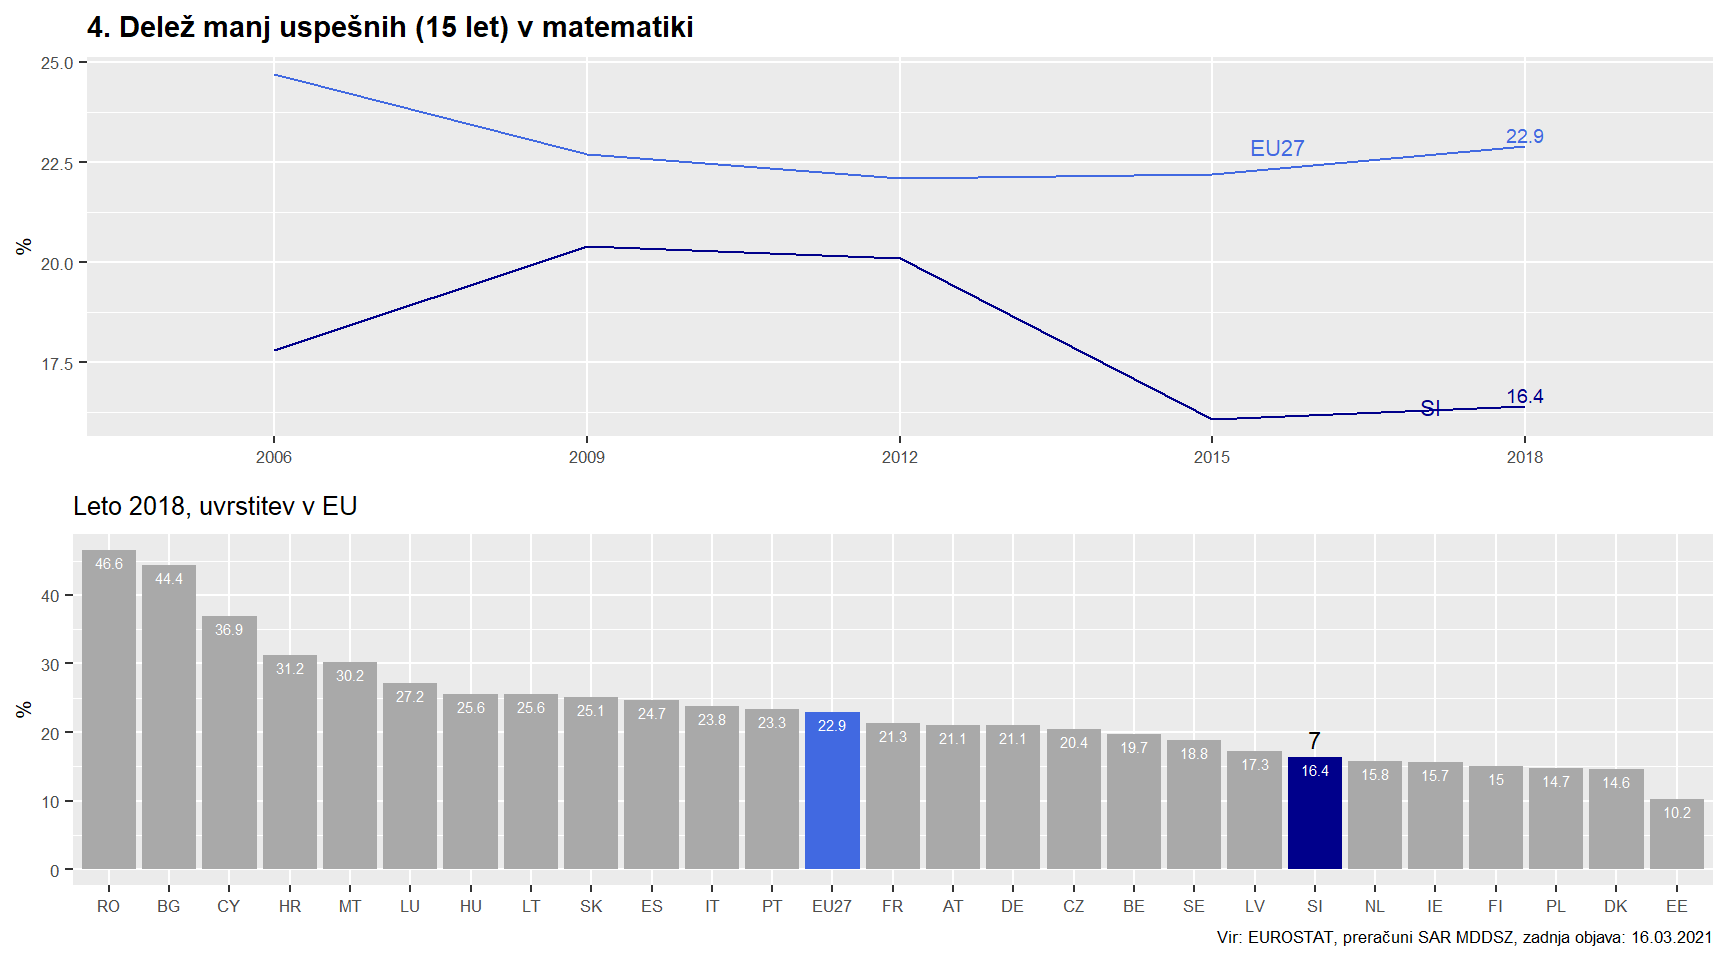 4. Delež manj uspešnih (15 let) v matematiki
25.0
22.5
20.0
17.5
%
EU27
22.9
SI
16.4
2006 2009 2012 2015 2018
Leto 2018, uvrstitev v EU
40
30
20
10
0
%
46.6 44.4 36.9 31.2 30.2 27.2 25.6 25.6 25.1 24.7 23.8 23.3 22.9 21.3 21.1 21.1 20.4 19.7 18.8 17.3 16.4 15.8 15.7 15 14.7 14.6 10.2
7
RO BG CY HR MT LU HU LT SK ES IT PT EU27 FR AT DE CZ BE SE LV SI NL IE FI PL DK EE
Vir: EUROSTAT, preračuni SAR MDDSZ, zadnja objava: 16.03.2021